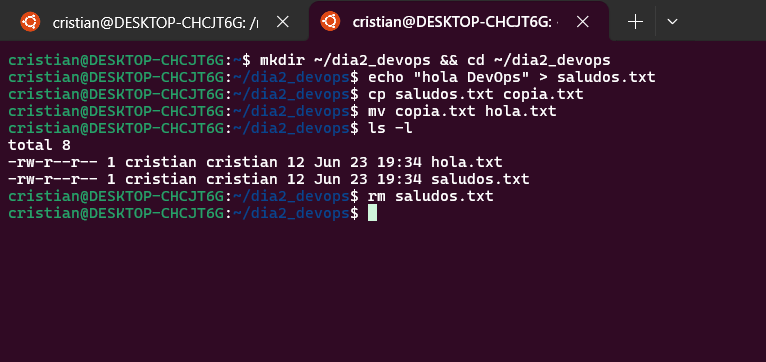 cristian@DESKTOP-CHCJT6G: /r
cristian@DESKTOP-CHCJT6G:
cristian@DESKTOP-CHCJT6G:~$ mkdir ~/dia2_devops && cd ~/dia2_devops
cristian@DESKTOP-CHCJT6G:~/dia2_devops$ echo "hola DevOps" > saludos.txt
cristian@DESKTOP-CHCJT6G:~/dia2_devops$ cp saludos.txt copia.txt
cristian@DESKTOP-CHCJT6G:~/dia2_devops$ mv copia.txt hola.txt
cristian@DESKTOP-CHCJT6G:~/dia2_devops$ ls -l
total 8
-rw-r--r-- 1 cristian cristian 12 Jun 23 19:34 hola.txt
-rw-r--r-- 1 cristian cristian 12 Jun 23 19:34 saludos.txt
cristian@DESKTOP-CHCJT6G:~/dia2_devops$ rm saludos.txt
cristian@DESKTOP-CHCJT6G:~/dia2_devops$